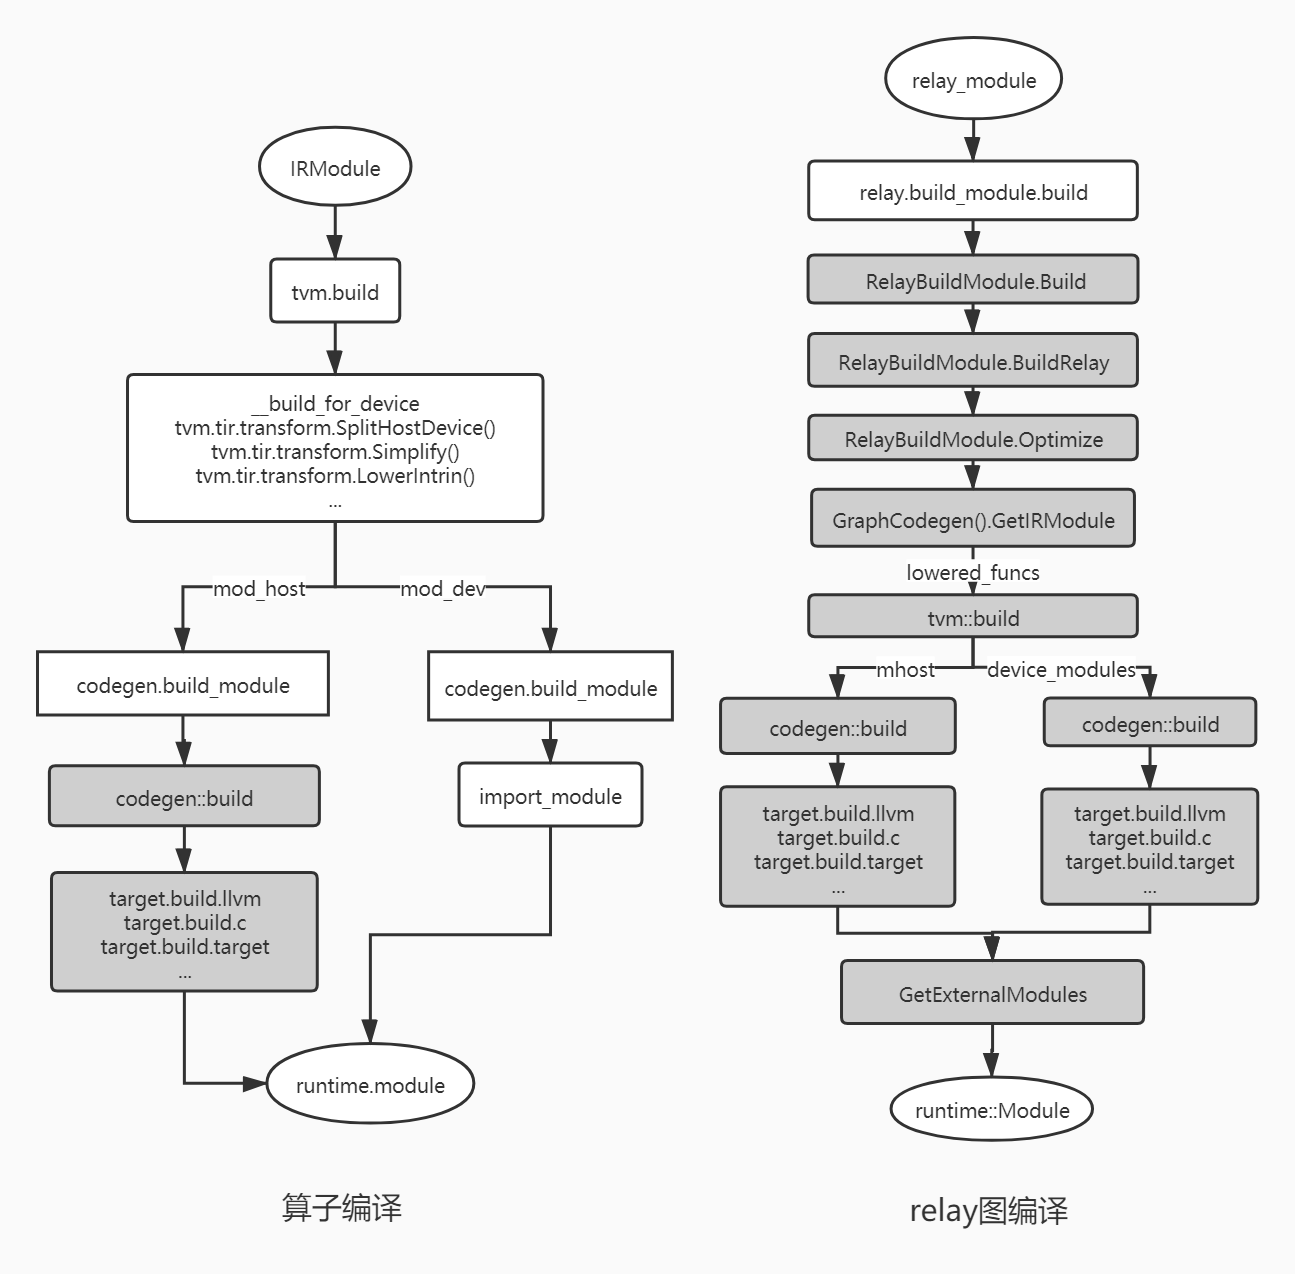 IRModule
tvm.build
__build_for_device
tvm.tir.transform.SplitHostDevice()
tvm.tir.transform.Simplify()
tvm.tir.transform.LowerIntrin()
...
mod_host
mod_dev
codegen.build_module
codegen.build_module
codegen::build
import_module
target.build.llvm
target.build.c
target.build.target
...
runtime.module
算子编译
relay_module
relay.build_module.build
RelayBuildModule.Build
RelayBuildModule.BuildRelay
RelayBuildModule.Optimize
GraphCodegen().GetIRModule
lowered_funcs
tvm::build
mhost
device_modules
codegen::build
codegen::build
target.build.llvm
target.build.c
target.build.target
...
target.build.llvm
target.build.c
target.build.target
...
GetExternalModules
runtime::Module
relay图编译